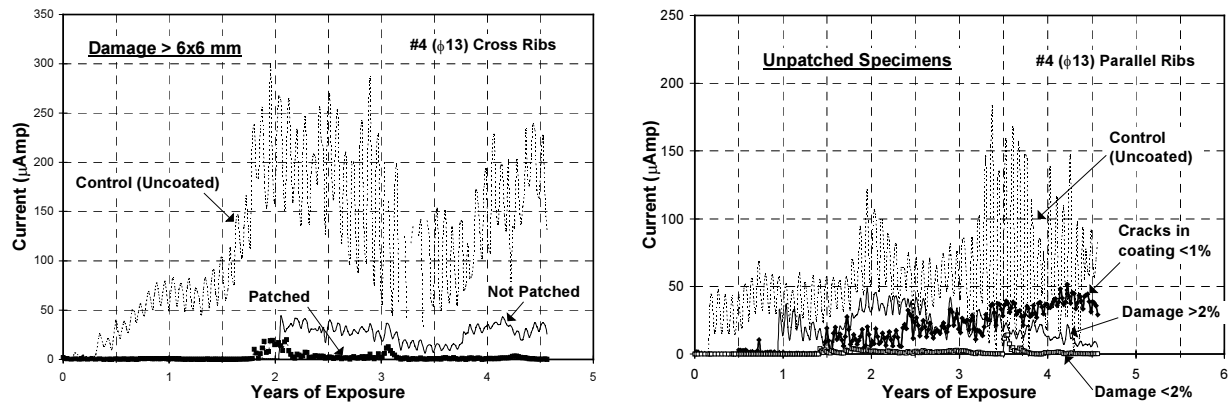 Damage > 6x6 mm
#4 (ϕ13) Cross Ribs
Control (Uncoated)
Patched
Not Patched
Current (μAmp)
350
300
250
200
150
100
50
0
0 1 2 3 4 5
Years of Exposure
Unpatched Specimens
#4 (ϕ13) Parallel Ribs
Control
(Uncoated)
Cracks in
coating <1%
Damage >2%
Damage <2%
Current (μAmp)
250
200
150
100
50
0
0 1 2 3 4 5 6
Years of Exposure